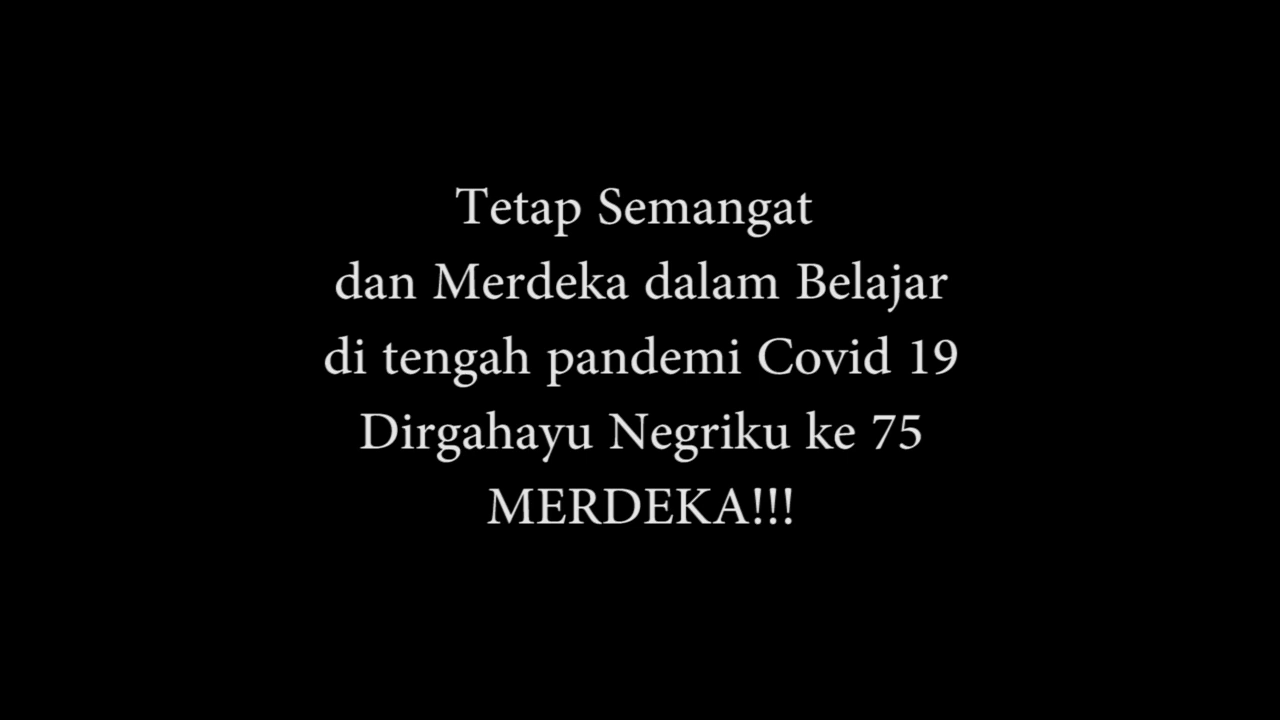 Tetap Semangat
dan Merdeka dalam Belajar
di tengah pandemi Covid 19
Dirgahayu Negriku ke 75
MERDEKA!!!